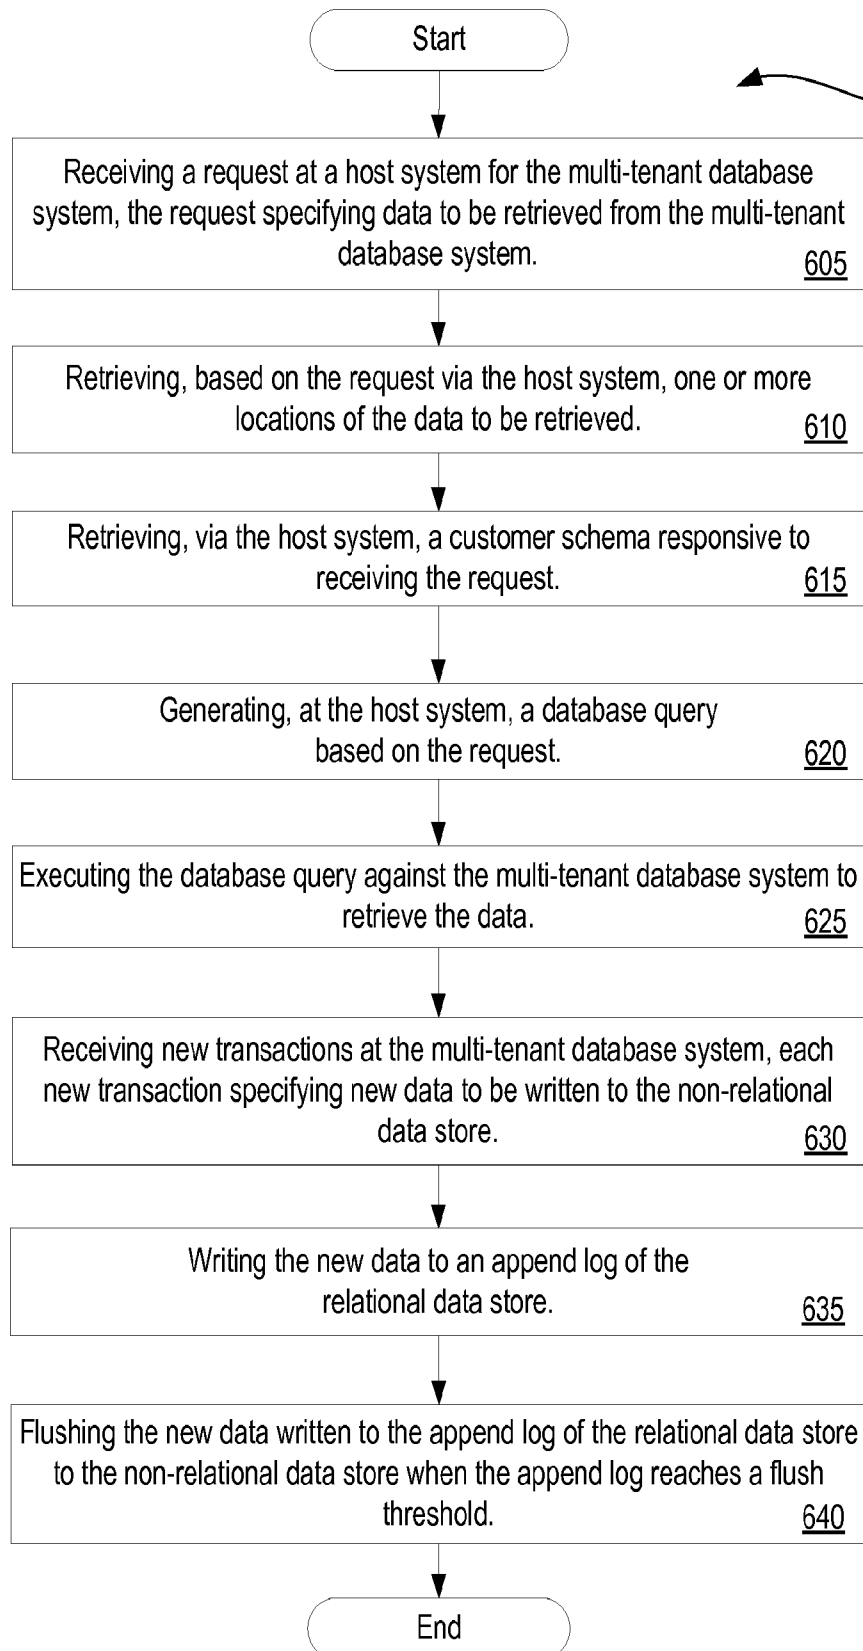 Start
Receiving a request at a host system for the multi-tenant database
system, the request specifying data to be retrieved from the multi-tenant
database system.
605
Retrieving, based on the request via the host system, one or more
locations of the data to be retrieved.
610
Retrieving, via the host system, a customer schema responsive to
receiving the request.
615
Generating, at the host system, a database query
based on the request.
620
Executing the database query against the multi-tenant database system to
retrieve the data.
625
Receiving new transactions at the multi-tenant database system, each
new transaction specifying new data to be written to the non-relational
data store.
630
Writing the new data to an append log of the
relational data store.
635
Flushing the new data written to the append log of the relational data store
to the non-relational data store when the append log reaches a flush
threshold.
640
End